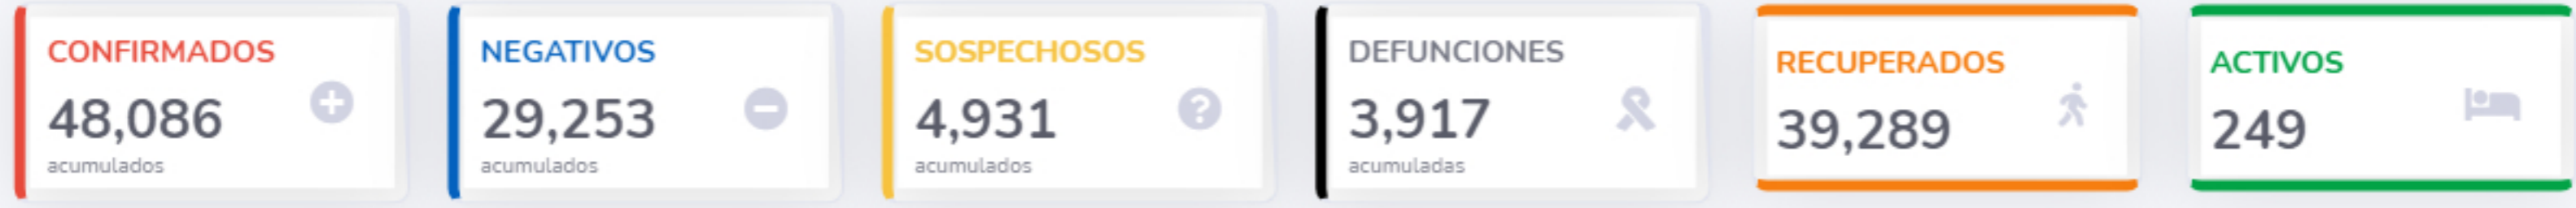 CONFIRMADOS
48,086
acumulados
NEGATIVOS
29,253
acumulados
SOSPECHOSOS
4,931
acumulados
DEFUNCIONES
3,917
acumuladas
RECUPERADOS
39,289
ACTIVOS
249